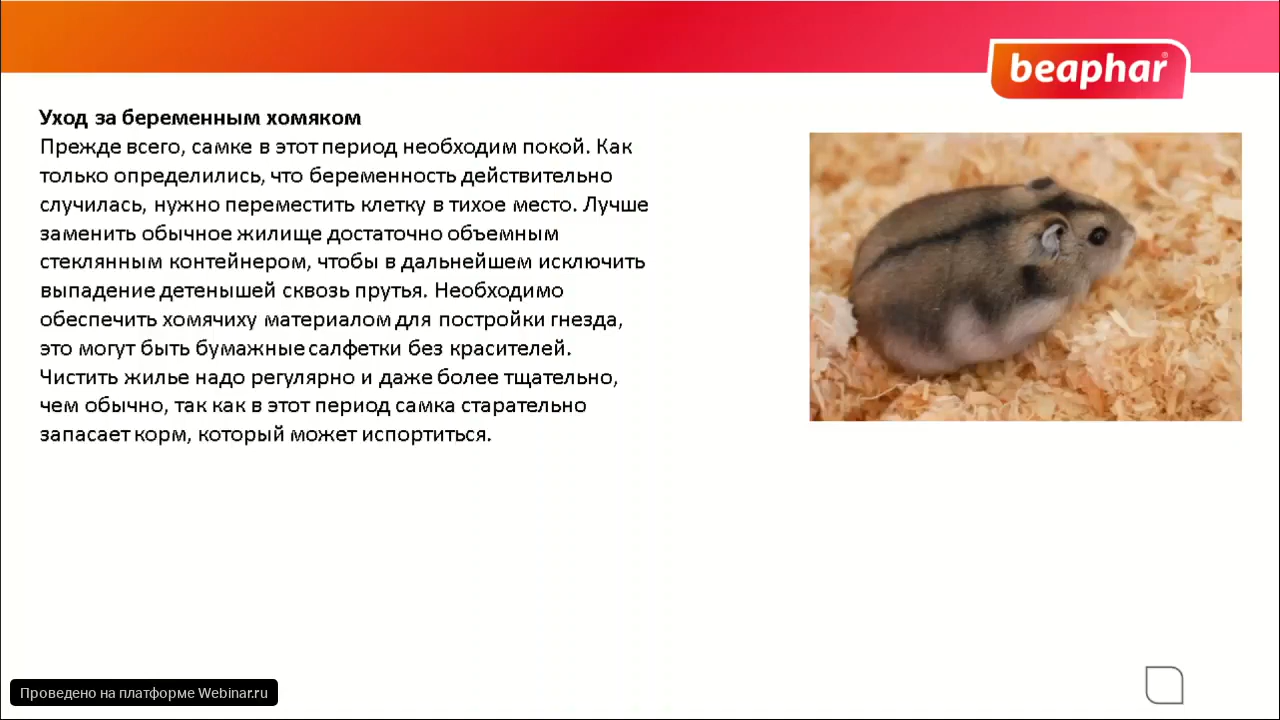 beaphar®
Уход за беременным хомяком
Прежде всего, самке в этот период необходим покой. Как
только определились, что беременность действительно
случилась, нужно переместить клетку в тихое место. Лучше
заменить обычное жилище достаточно объемным
стеклянным контейнером, чтобы в дальнейшем исключить
выпадение детенышей сквозь прутья. Необходимо
обеспечить хомячиху материалом для постройки гнезда,
это могут быть бумажные салфетки без красителей.
Чистить жилье надо регулярно и даже более тщательно,
чем обычно, так как в этот период самка старательно
запасает корм, который может испортиться.
Проведено на платформе Webinar.ru